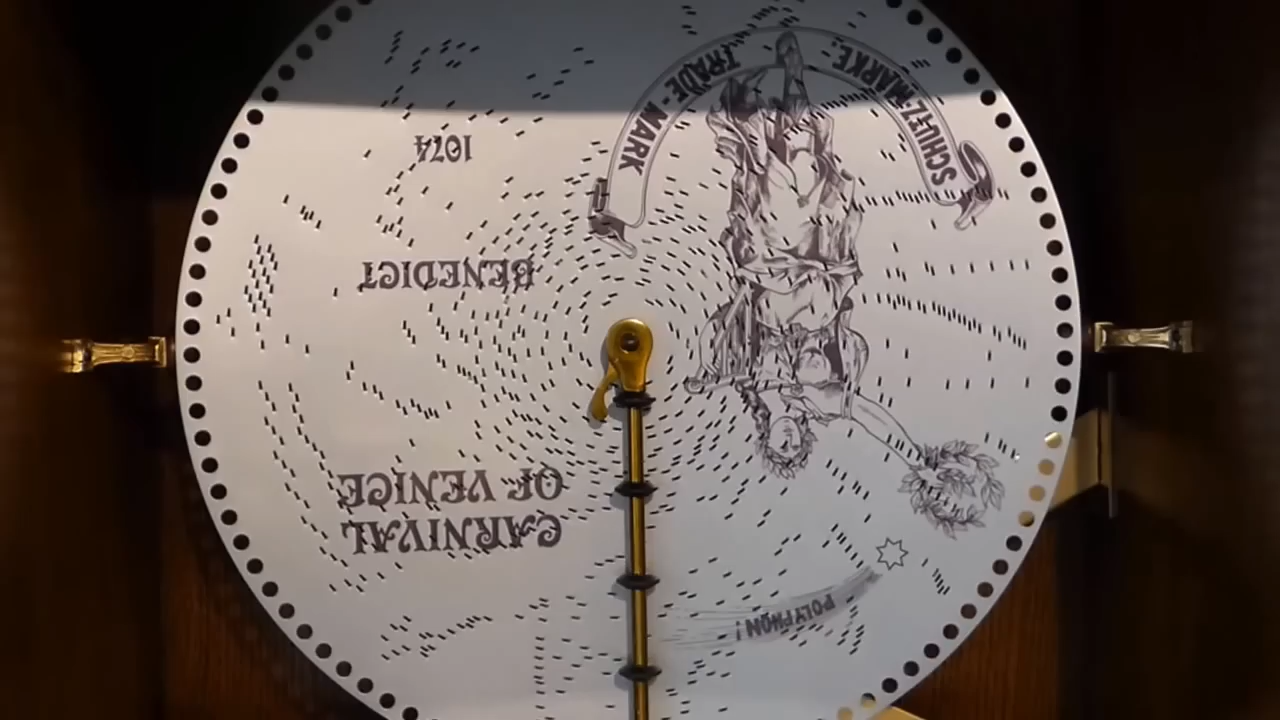 CARNIVAL
OF VENICE
BENEDICT
1074
POLYPHON!
SCHUTZ-MARKE.
TRADE-MARK